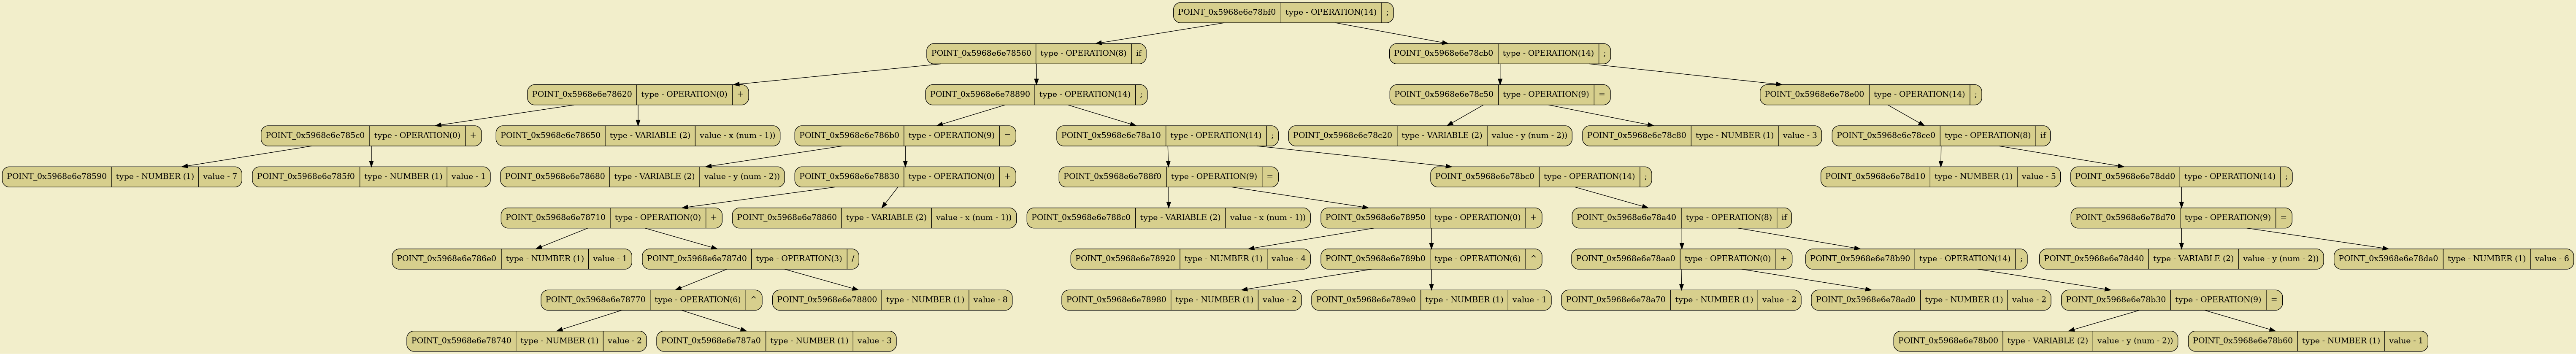 POINT_0x5968e6e78bf0 type - OPERATION(14) ;
POINT_0x5968e6e78560 type - OPERATION(8) if
POINT_0x5968e6e78cb0 type - OPERATION(14) ;
POINT_0x5968e6e78620 type - OPERATION(0) +
POINT_0x5968e6e78890 type - OPERATION(14) ;
POINT_0x5968e6e78c50 type - OPERATION(9) =
POINT_0x5968e6e78e00 type - OPERATION(14) ;
POINT_0x5968e6e785c0 type - OPERATION(0) +
POINT_0x5968e6e78650 type - VARIABLE (2) value - x (num - 1))
POINT_0x5968e6e786b0 type - OPERATION(9) =
POINT_0x5968e6e78a10 type - OPERATION(14) ;
POINT_0x5968e6e78c20 type - VARIABLE (2) value - y (num - 2))
POINT_0x5968e6e78c80 type - NUMBER (1) value - 3
POINT_0x5968e6e78ce0 type - OPERATION(8) if
POINT_0x5968e6e78590 type - NUMBER (1) value - 7
POINT_0x5968e6e785f0 type - NUMBER (1) value - 1
POINT_0x5968e6e78680 type - VARIABLE (2) value - y (num - 2))
POINT_0x5968e6e78830 type - OPERATION(0) +
POINT_0x5968e6e788f0 type - OPERATION(9) =
POINT_0x5968e6e78bc0 type - OPERATION(14) ;
POINT_0x5968e6e78d10 type - NUMBER (1) value - 5
POINT_0x5968e6e78dd0 type - OPERATION(14) ;
POINT_0x5968e6e78710 type - OPERATION(0) +
POINT_0x5968e6e78860 type - VARIABLE (2) value - x (num - 1))
POINT_0x5968e6e788c0 type - VARIABLE (2) value - x (num - 1))
POINT_0x5968e6e78950 type - OPERATION(0) +
POINT_0x5968e6e78a40 type - OPERATION(8) if
POINT_0x5968e6e78d70 type - OPERATION(9) =
POINT_0x5968e6e786e0 type - NUMBER (1) value - 1
POINT_0x5968e6e787d0 type - OPERATION(3) /
POINT_0x5968e6e78920 type - NUMBER (1) value - 4
POINT_0x5968e6e789b0 type - OPERATION(6) ^
POINT_0x5968e6e78aa0 type - OPERATION(0) +
POINT_0x5968e6e78b90 type - OPERATION(14) ;
POINT_0x5968e6e78d40 type - VARIABLE (2) value - y (num - 2))
POINT_0x5968e6e78da0 type - NUMBER (1) value - 6
POINT_0x5968e6e78770 type - OPERATION(6) ^
POINT_0x5968e6e78800 type - NUMBER (1) value - 8
POINT_0x5968e6e78980 type - NUMBER (1) value - 2
POINT_0x5968e6e789e0 type - NUMBER (1) value - 1
POINT_0x5968e6e78a70 type - NUMBER (1) value - 2
POINT_0x5968e6e78ad0 type - NUMBER (1) value - 2
POINT_0x5968e6e78b30 type - OPERATION(9) =
POINT_0x5968e6e78740 type - NUMBER (1) value - 2
POINT_0x5968e6e787a0 type - NUMBER (1) value - 3
POINT_0x5968e6e78b00 type - VARIABLE (2) value - y (num - 2))
POINT_0x5968e6e78b60 type - NUMBER (1) value - 1